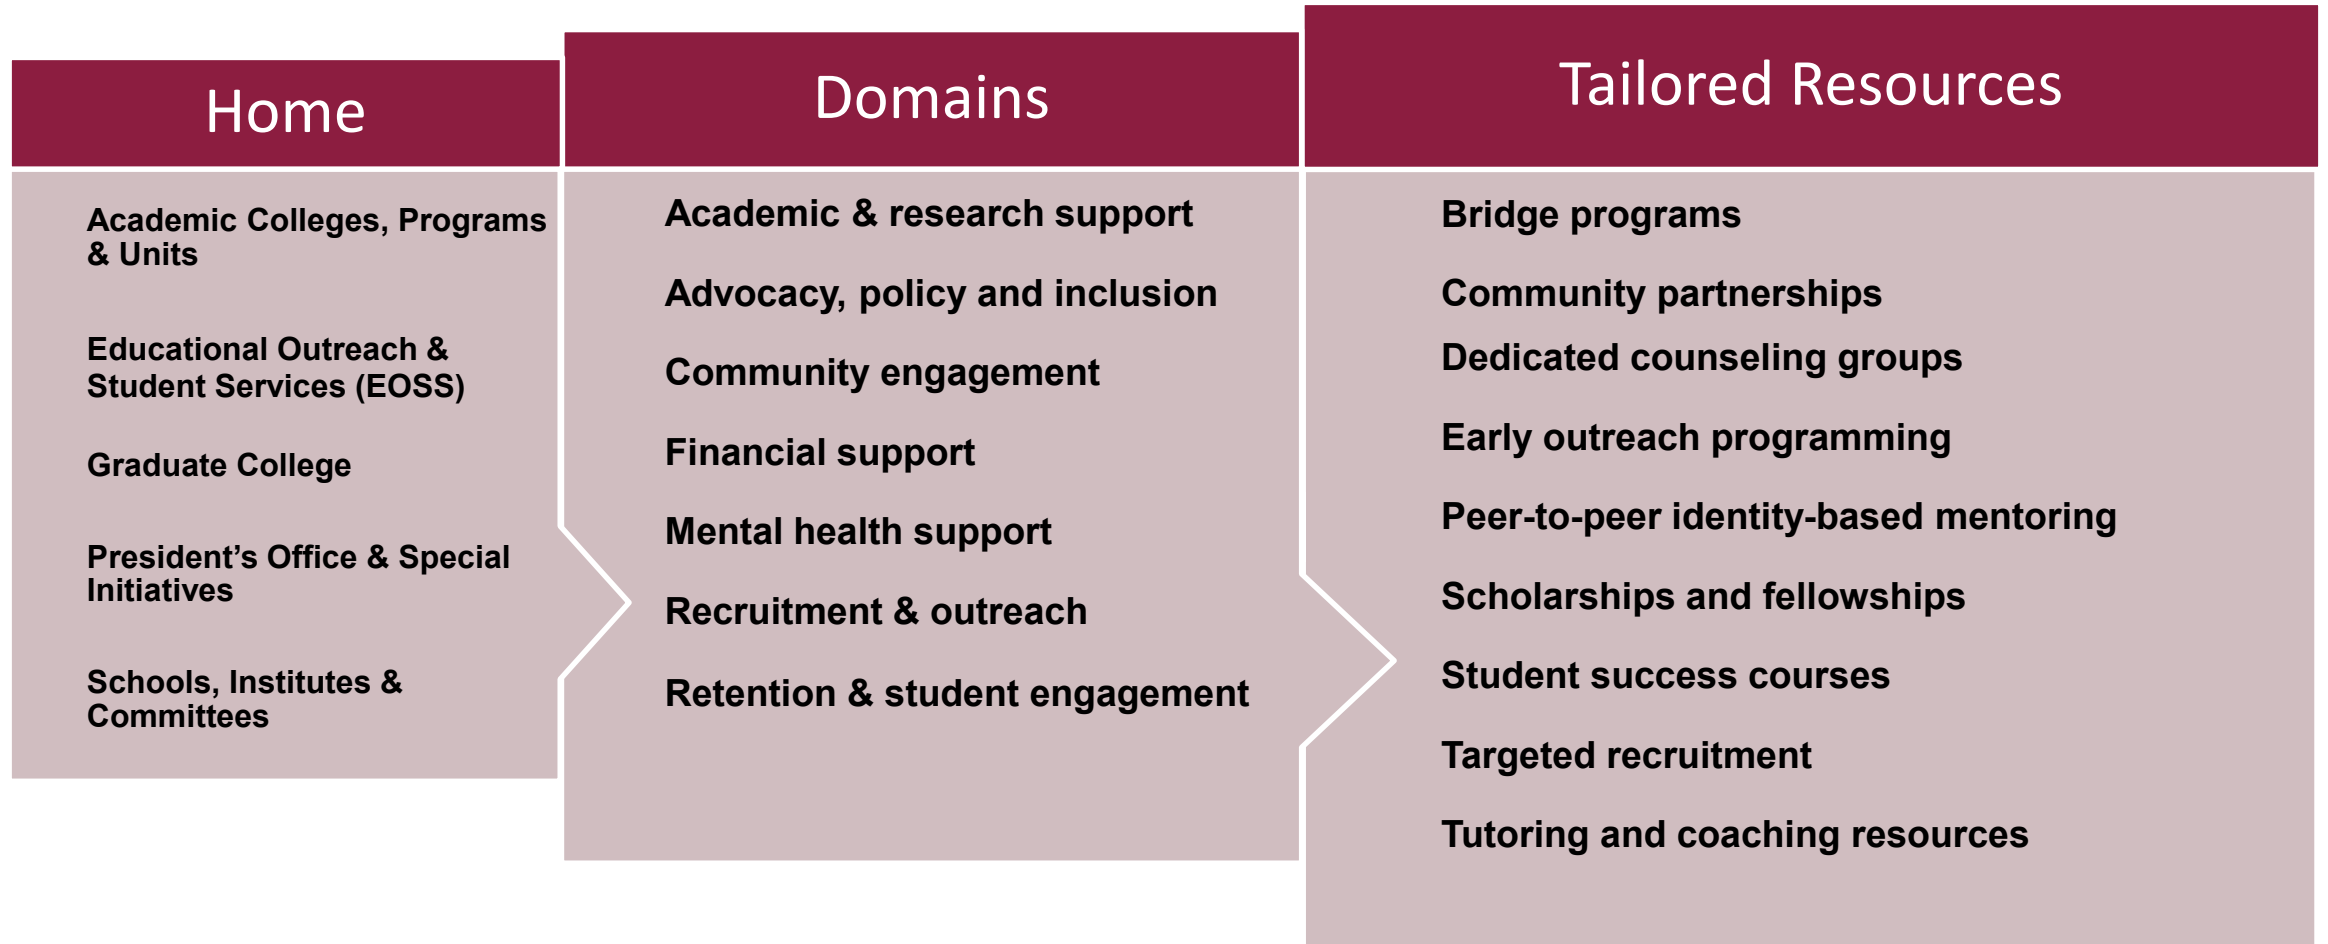 Home
Academic Colleges, Programs
& Units
Educational Outreach &
Student Services (EOSS)
Graduate College
President’s Office & Special
Initiatives
Schools, Institutes &
Committees
Domains
Academic & research support
Advocacy, policy and inclusion
Community engagement
Financial support
Mental health support
Recruitment & outreach
Retention & student engagement
Tailored Resources
Bridge programs
Community partnerships
Dedicated counseling groups
Early outreach programming
Peer-to-peer identity-based mentoring
Scholarships and fellowships
Student success courses
Targeted recruitment
Tutoring and coaching resources